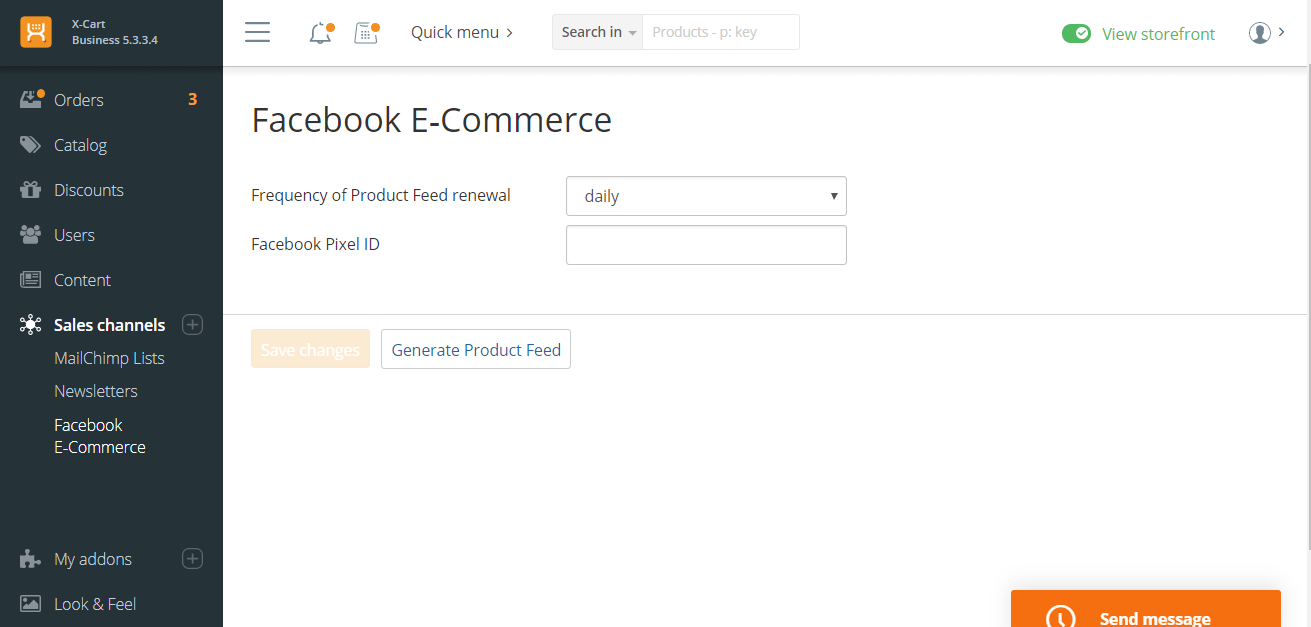 X-Cart
Business 5.3.3.4
Quick menu
Search in
Products - p: key
View storefront
Orders
3
Catalog
Discounts
Users
Content
Sales channels
MailChimp Lists
Newsletters
Facebook
E-Commerce
My addons
Look & Feel
Facebook E-Commerce
Frequency of Product Feed renewal
daily
Facebook Pixel ID
Save changes
Generate Product Feed
Send message